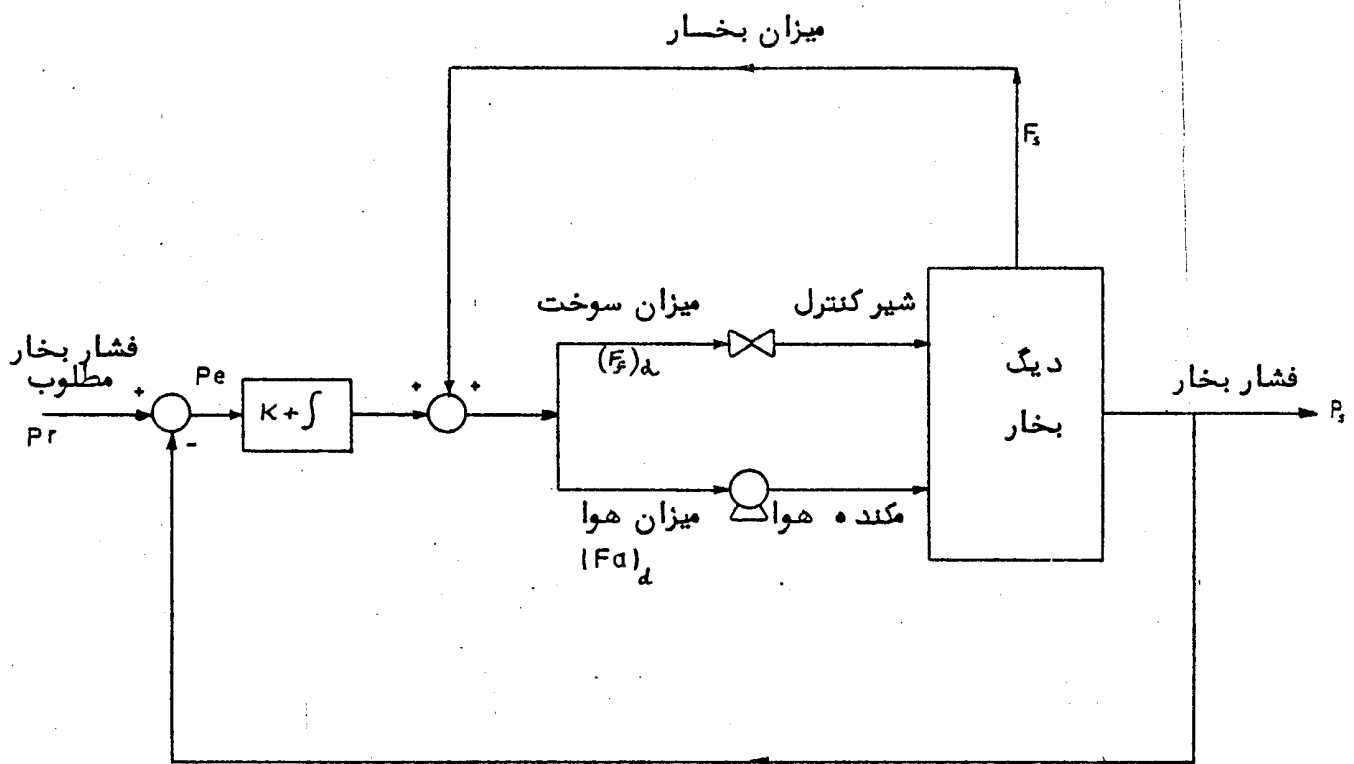 میزان بخسار
Fs
میزان سوخت
شیر کنترل
(Ff)d
فشار بخار
مطلوب
+
Pr
-
Pe
K+∫
+
+
دیگ
بخار
فشار بخار
Ps
میزان هوا
مکنده هوا
(Fa)d